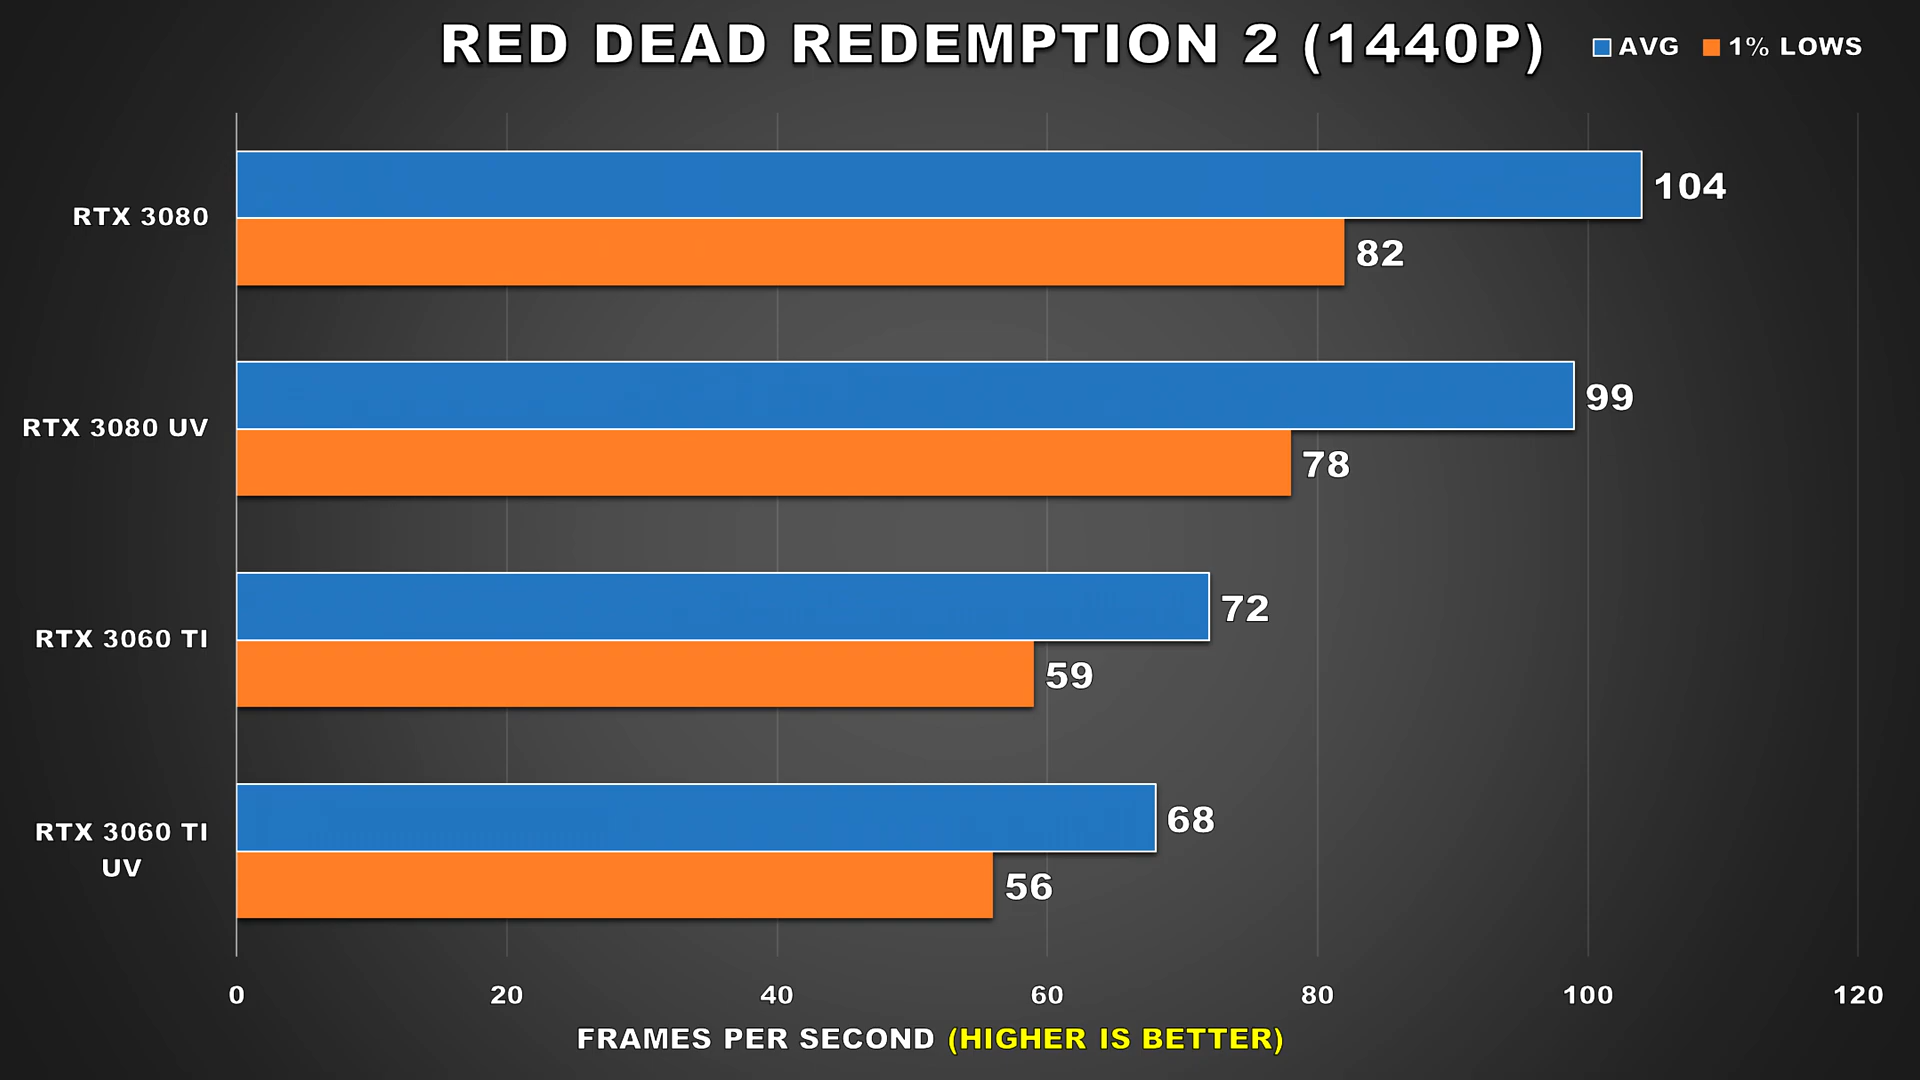 RED DEAD REDEMPTION 2 (1440P)
AVG 1% LOWS
RTX 3080
104
82
RTX 3080 UV
99
78
RTX 3060 TI
72
59
RTX 3060 TI
UV
68
56
0 20 40 60 80 100 120
FRAMES PER SECOND (HIGHER IS BETTER)